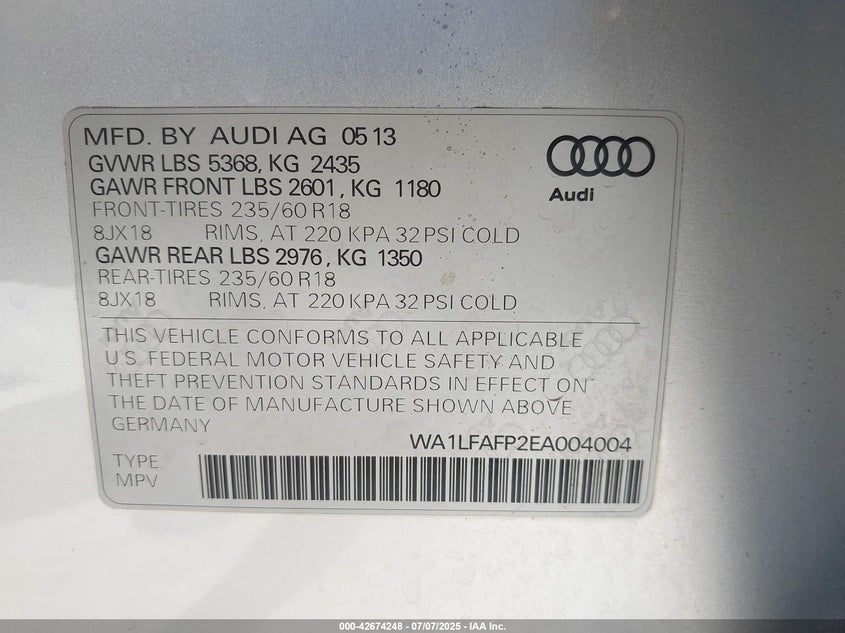 MFD. BY AUDI AG 0513
GVWR LBS 5368, KG 2435
GAWR FRONT LBS 2601, KG 1180
FRONT-TIRES 235/60 R18
8JX18 RIMS, AT 220 KPA 32 PSI COLD
GAWR REAR LBS 2976, KG 1350
REAR-TIRES 235/60 R18
8JX18 RIMS, AT 220 KPA 32 PSI COLD
Audi
THIS VEHICLE CONFORMS TO ALL APPLICABLE
U.S. FEDERAL MOTOR VEHICLE SAFETY AND
THEFT PREVENTION STANDARDS IN EFFECT ON
THE DATE OF MANUFACTURE SHOWN ABOVE
GERMANY
WA1LFAFP2EA004004
TYPE:
MPV
000-42674248 - 07/07/2025 - IAA Inc.